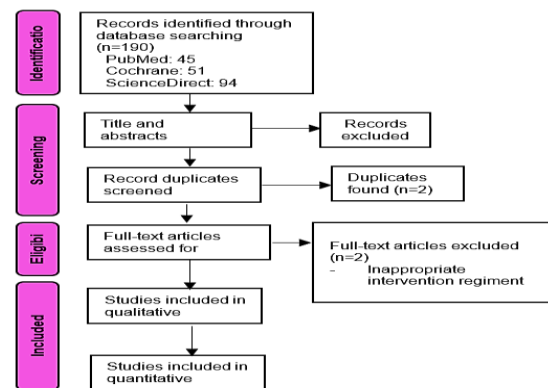 Identificatio
Records identified through
database searching
(n=190)
PubMed: 45
Cochrane: 51
ScienceDirect: 94
Screening
Title and
abstracts
Records
excluded
Record duplicates
screened
Duplicates
found (n=2)
Eligibi
Full-text articles
assessed for
Full-text articles excluded
(n=2)
- Inappropriate
intervention regiment
Included
Studies included in
qualitative
Studies included in
quantitative